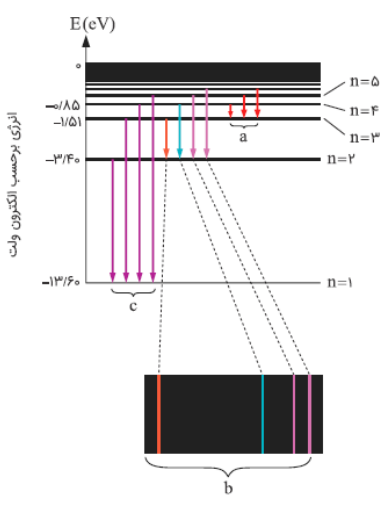 E(eV)
۰
n=۵
−۰/۸۵
n=۴
−۱/۵۱
n=۳
a
−۳/۴۰
n=۲
انرژی برحسب الکترون ولت
−۱۳/۶۰
n=۱
c
b